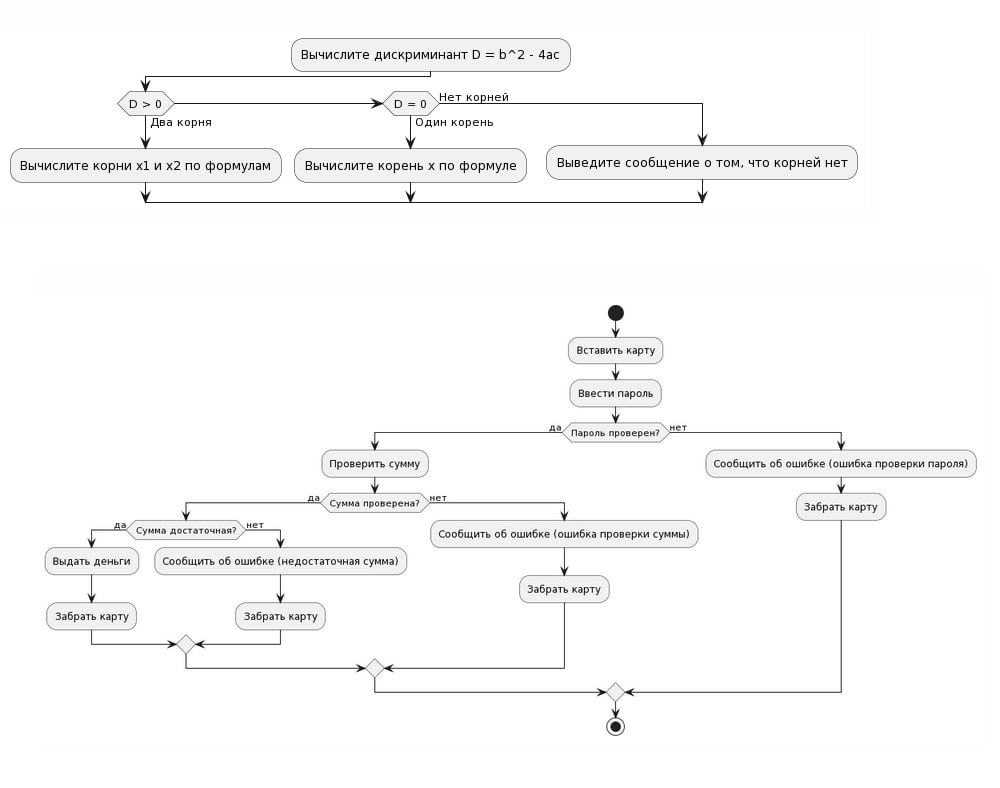 Вычислите дискриминант D = b^2 - 4ac
D > 0
D = 0
Нет корней
Два корня
Один корень
Вычислите корни x1 и x2 по формулам
Вычислите корень x по формуле
Выведите сообщение о том, что корней нет
Вставить карту
Ввести пароль
да
Пароль проверен?
нет
Проверить сумму
Сообщить об ошибке (ошибка проверки пароля)
да
Сумма проверена?
нет
Забрать карту
да
Сумма достаточная?
нет
Сообщить об ошибке (ошибка проверки суммы)
Выдать деньги
Сообщить об ошибке (недостаточная сумма)
Забрать карту
Забрать карту
Забрать карту